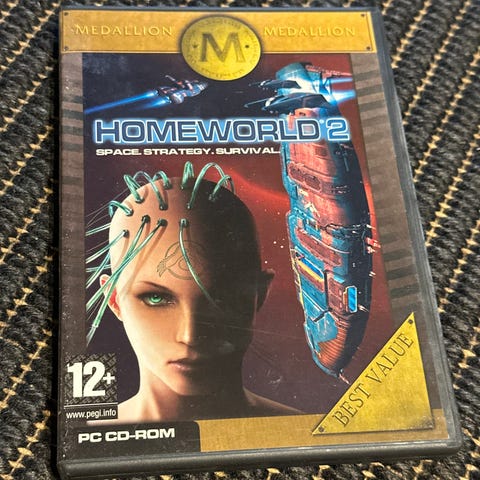 MEDALLION M MEDALLION
HOMEWORLD 2
SPACE. STRATEGY. SURVIVAL.
BEST VALUE
12+
www.pegi.info
PC CD-ROM